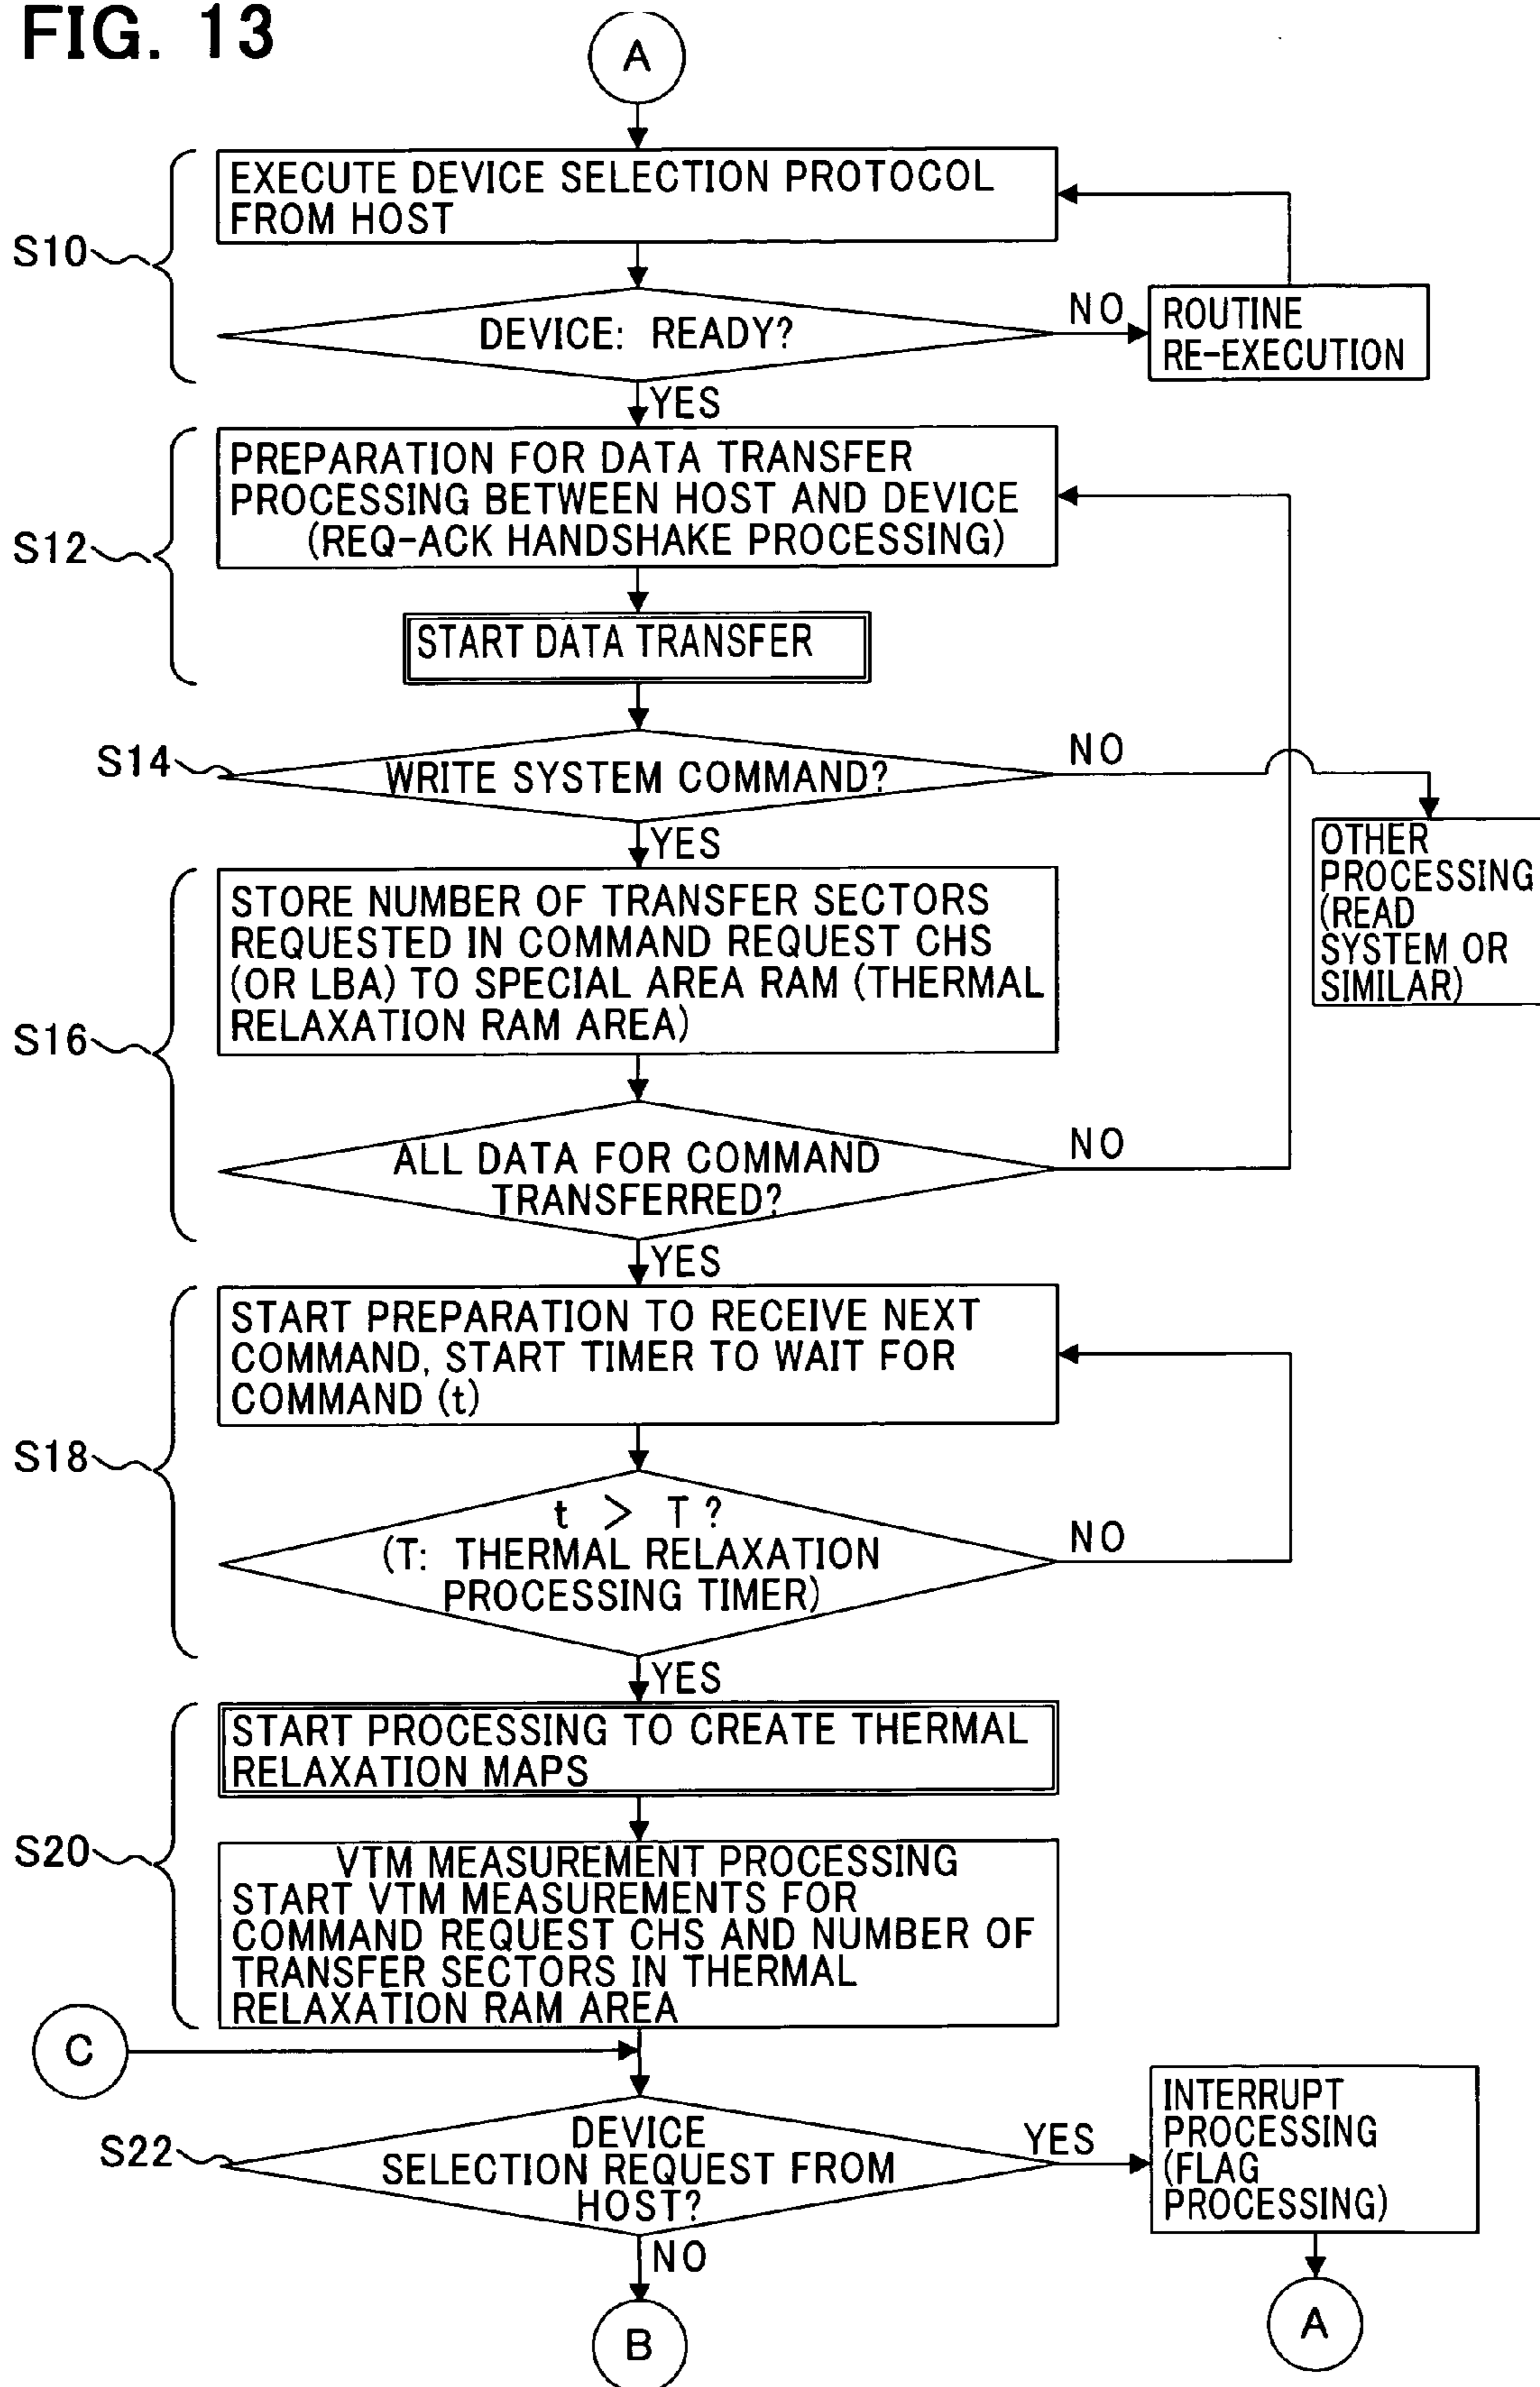 FIG. 13
A
EXECUTE DEVICE SELECTION PROTOCOL
FROM HOST
S10
DEVICE: READY?
NO
ROUTINE
RE-EXECUTION
YES
PREPARATION FOR DATA TRANSFER
PROCESSING BETWEEN HOST AND DEVICE
(REQ-ACK HANDSHAKE PROCESSING)
S12
START DATA TRANSFER
S14
WRITE SYSTEM COMMAND?
NO
OTHER
PROCESSING
(READ
SYSTEM OR
SIMILAR)
YES
STORE NUMBER OF TRANSFER SECTORS
REQUESTED IN COMMAND REQUEST CHS
(OR LBA) TO SPECIAL AREA RAM (THERMAL
RELAXATION RAM AREA)
S16
ALL DATA FOR COMMAND
TRANSFERRED?
NO
YES
START PREPARATION TO RECEIVE NEXT
COMMAND, START TIMER TO WAIT FOR
COMMAND (t)
S18
t > T?
(T: THERMAL RELAXATION
PROCESSING TIMER)
NO
YES
START PROCESSING TO CREATE THERMAL
RELAXATION MAPS
S20
VTM MEASUREMENT PROCESSING
START VTM MEASUREMENTS FOR
COMMAND REQUEST CHS AND NUMBER OF
TRANSFER SECTORS IN THERMAL
RELAXATION RAM AREA
C
S22
DEVICE
SELECTION REQUEST FROM
HOST?
YES
INTERRUPT
PROCESSING
(FLAG
PROCESSING)
NO
B
A